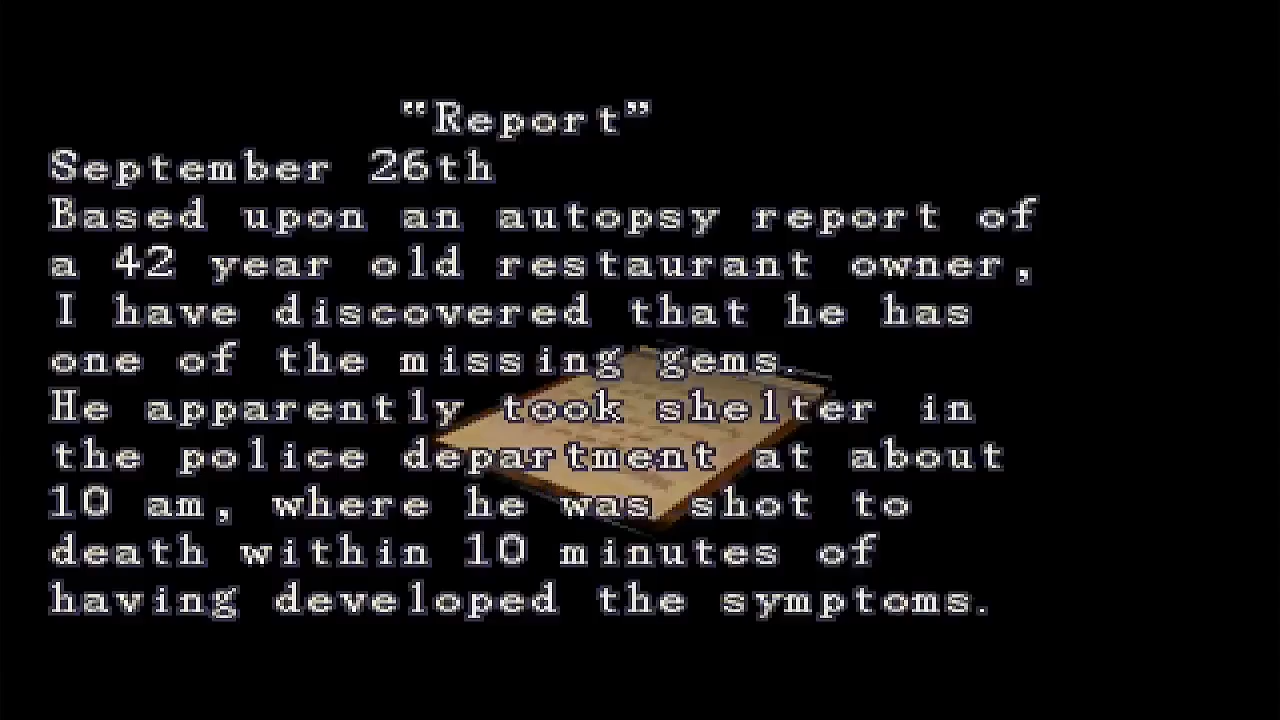 “Report”
September 26th
Based upon an autopsy report of
a 42 year old restaurant owner,
I have discovered that he has
one of the missing gems.
He apparently took shelter in
the police department at about
10 am, where he was shot to
death within 10 minutes of
having developed the symptoms.